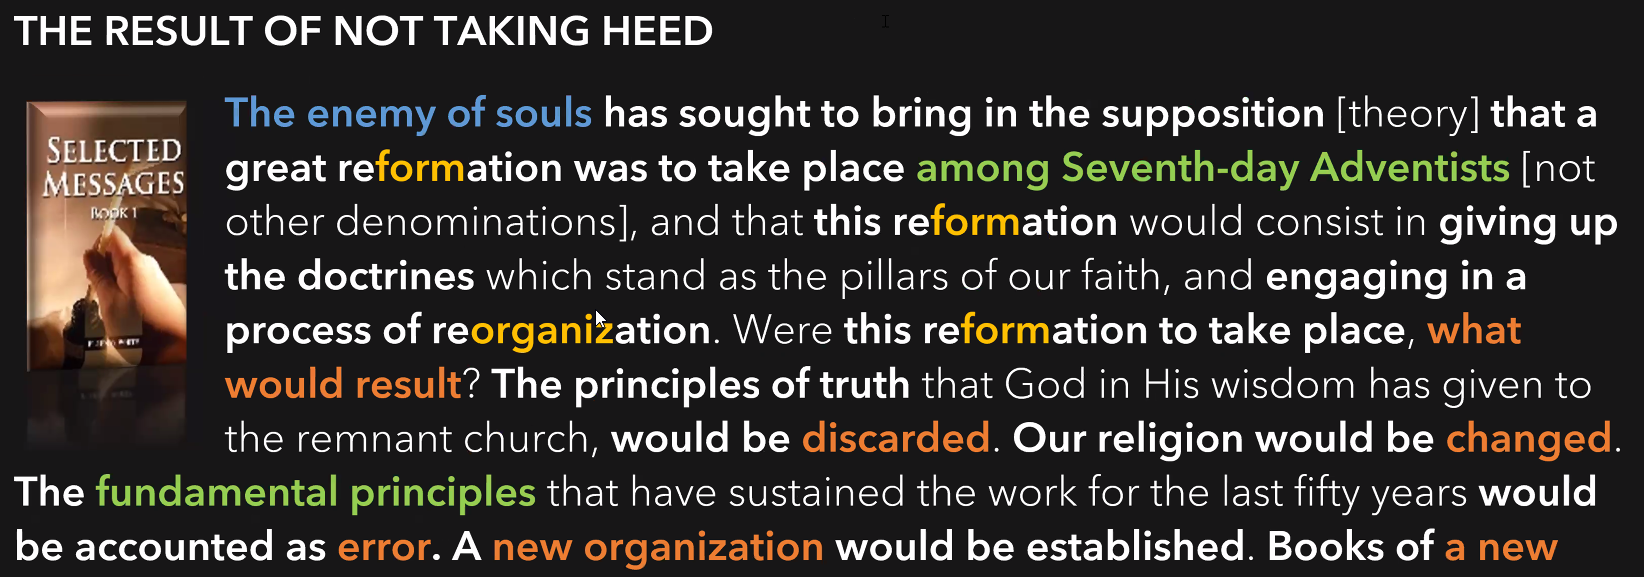 THE RESULT OF NOT TAKING HEED
SELECTED
MESSAGES
BOOK 1
The enemy of souls has sought to bring in the supposition [theory] that a
great reformation was to take place among Seventh-day Adventists [not
other denominations], and that this reformation would consist in giving up
the doctrines which stand as the pillars of our faith, and engaging in a
process of reorganization. Were this reformation to take place, what
would result? The principles of truth that God in His wisdom has given to
the remnant church, would be discarded. Our religion would be changed.
The fundamental principles that have sustained the work for the last fifty years would
be accounted as error. A new organization would be established. Books of a new